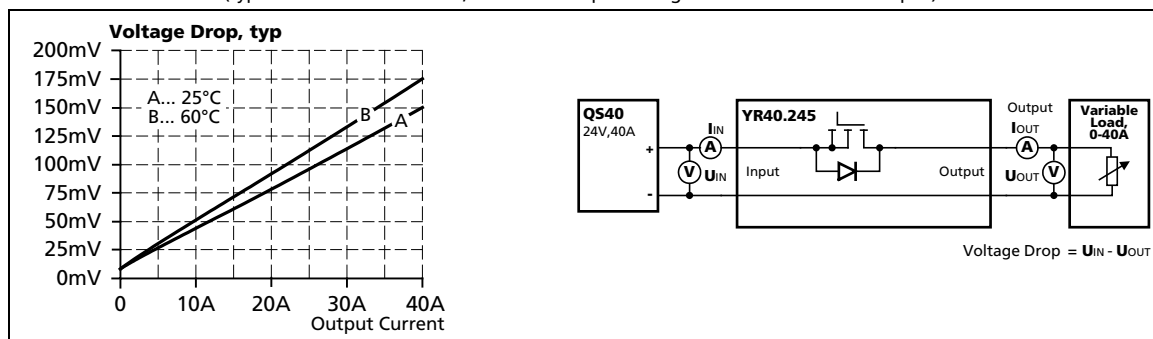 Voltage Drop, typ
200mV
175mV
150mV
125mV
100mV
75mV
50mV
25mV
0mV
A... 25°C
B... 60°C
B
A
0 10A 20A 30A 40A
Output Current
QS40
24V,40A
+
-
IIN
A
V UIN
YR40.245
Input
Output
Output
IOUT
A
UOUT V
Variable
Load,
0-40A
Voltage Drop = UIN - UOUT